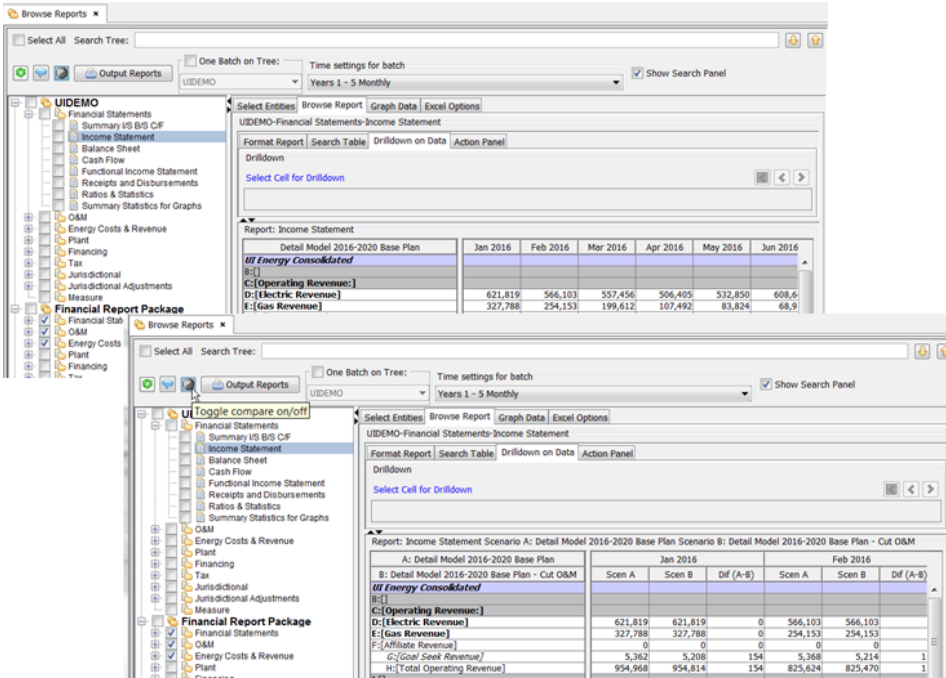 Browse Reports ×
Select All Search Tree:
One Batch on Tree:
Time settings for batch
Output Reports
UIDEMO
Years 1 - 5 Monthly
Show Search Panel
UIDEMO
Financial Statements
Summary I/S B/S C/F
Income Statement
Balance Sheet
Cash Flow
Functional Income Statement
Receipts and Disbursements
Ratios & Statistics
Summary Statistics for Graphs
O&M
Energy Costs & Revenue
Plant
Financing
Tax
Jurisdictional
Jurisdictional Adjustments
Measure
Financial Report Package
Financial Stat
O&M
Energy Costs
Plant
Financing
Select Entities Browse Report Graph Data Excel Options
UIDEMO-Financial Statements-Income Statement
Format Report Search Table Drilldown on Data Action Panel
Drilldown
Select Cell for Drilldown
Report: Income Statement
Detail Model 2016-2020 Base Plan Jan 2016 Feb 2016 Mar 2016 Apr 2016 May 2016 Jun 2016
UI Energy Consolidated
B:[]
C:[Operating Revenue:]
D:[Electric Revenue] 621,819 566,103 557,456 506,405 532,850 608,6
E:[Gas Revenue] 327,788 254,153 199,612 107,492 83,824 68,9
Browse Reports ×
Select All Search Tree:
One Batch on Tree:
Time settings for batch
Output Reports
UIDEMO
Years 1 - 5 Monthly
Show Search Panel
Toggle compare on/off
UI
Financial Statements
Summary I/S B/S C/F
Income Statement
Balance Sheet
Cash Flow
Functional Income Statement
Receipts and Disbursements
Ratios & Statistics
Summary Statistics for Graphs
O&M
Energy Costs & Revenue
Plant
Financing
Tax
Jurisdictional
Jurisdictional Adjustments
Measure
Financial Report Package
Financial Statements
O&M
Energy Costs & Revenue
Plant
Select Entities Browse Report Graph Data Excel Options
UIDEMO-Financial Statements-Income Statement
Format Report Search Table Drilldown on Data Action Panel
Drilldown
Select Cell for Drilldown
Report: Income Statement Scenario A: Detail Model 2016-2020 Base Plan Scenario B: Detail Model 2016-2020 Base Plan - Cut O&M
A: Detail Model 2016-2020 Base Plan Jan 2016 Feb 2016
B: Detail Model 2016-2020 Base Plan - Cut O&M Scen A Scen B Dif (A-B) Scen A Scen B Dif (A-B)
UI Energy Consolidated
B:[]
C:[Operating Revenue:]
D:[Electric Revenue] 621,819 621,819 0 566,103 566,103
E:[Gas Revenue] 327,788 327,788 0 254,153 254,153
F:[Affiliate Revenue] 0 0 0 0 0
G:[Goal Seek Revenue] 5,362 5,208 154 5,368 5,214 1
H:[Total Operating Revenue] 954,968 954,814 154 825,624 825,470 1